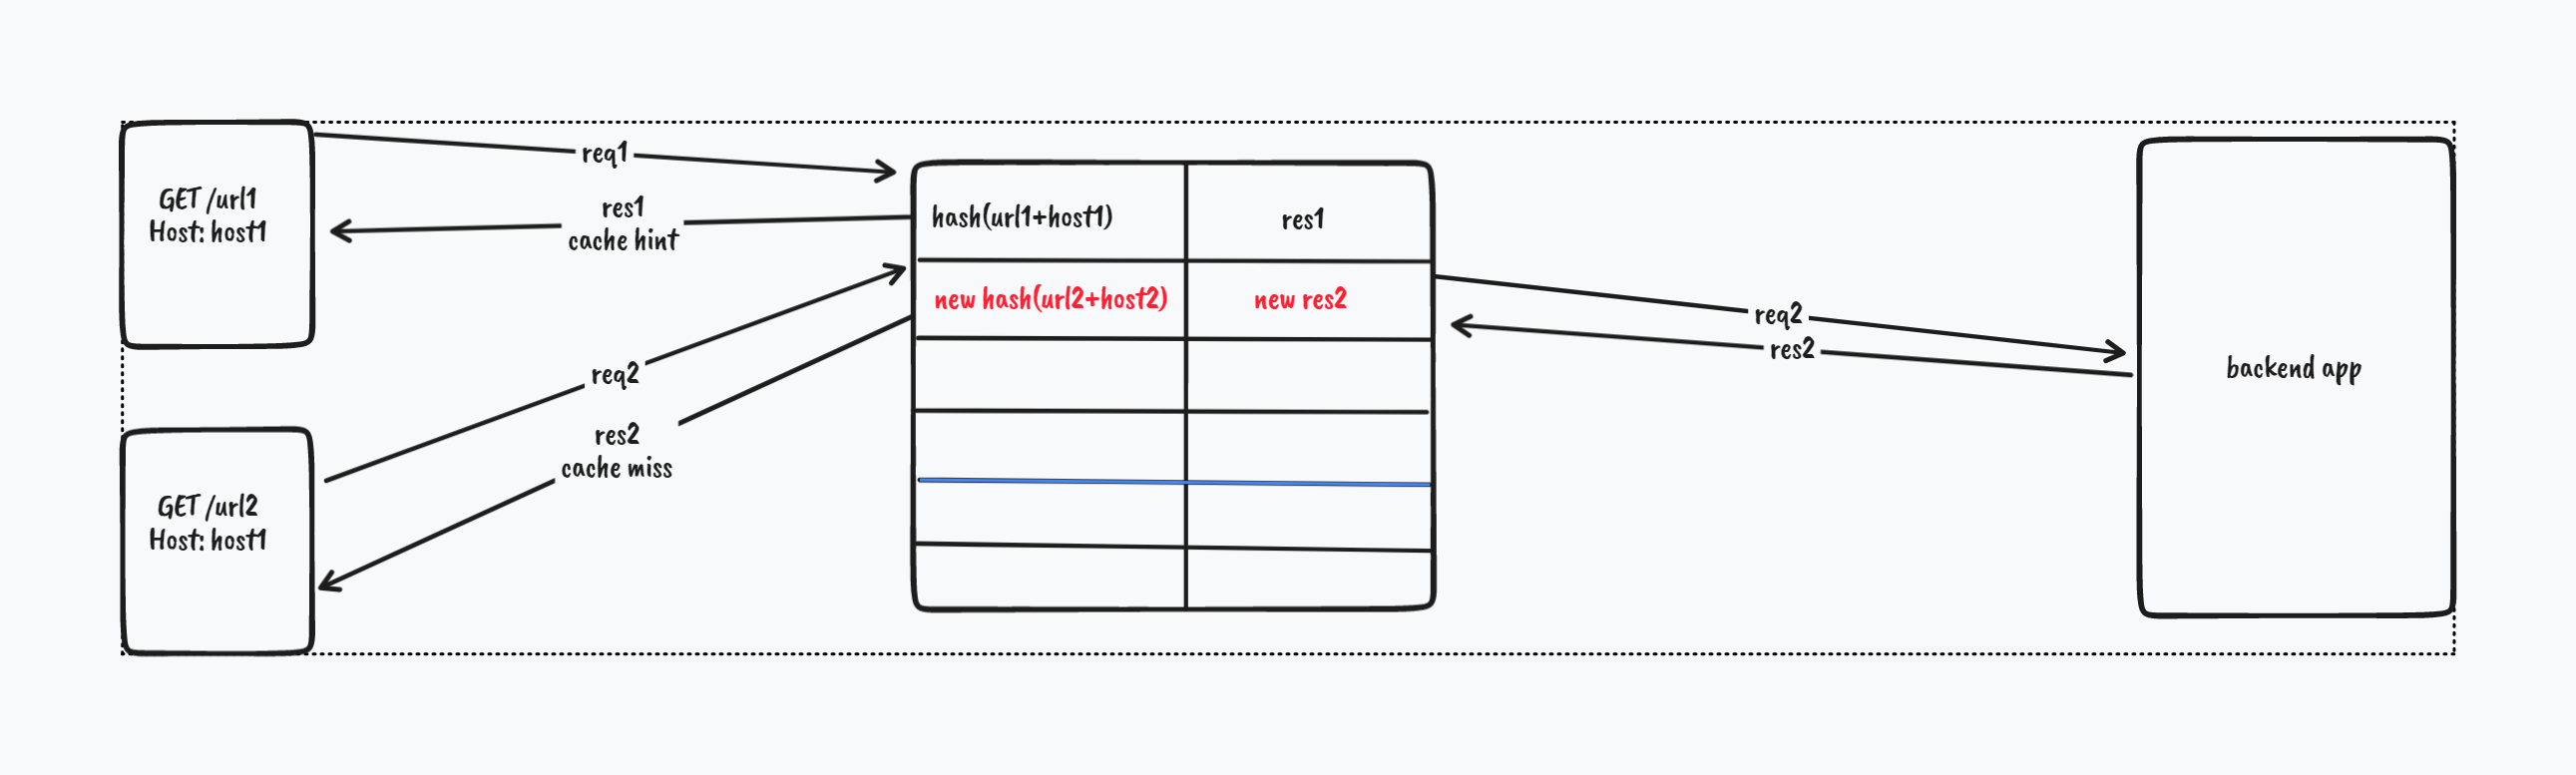 GET /url1
Host: host1
req1
res1
cache hint
hash(url1+host1)
res1
new hash(url2+host2)
new res2
req2
res2
backend app
req2
res2
cache miss
GET /url2
Host: host1